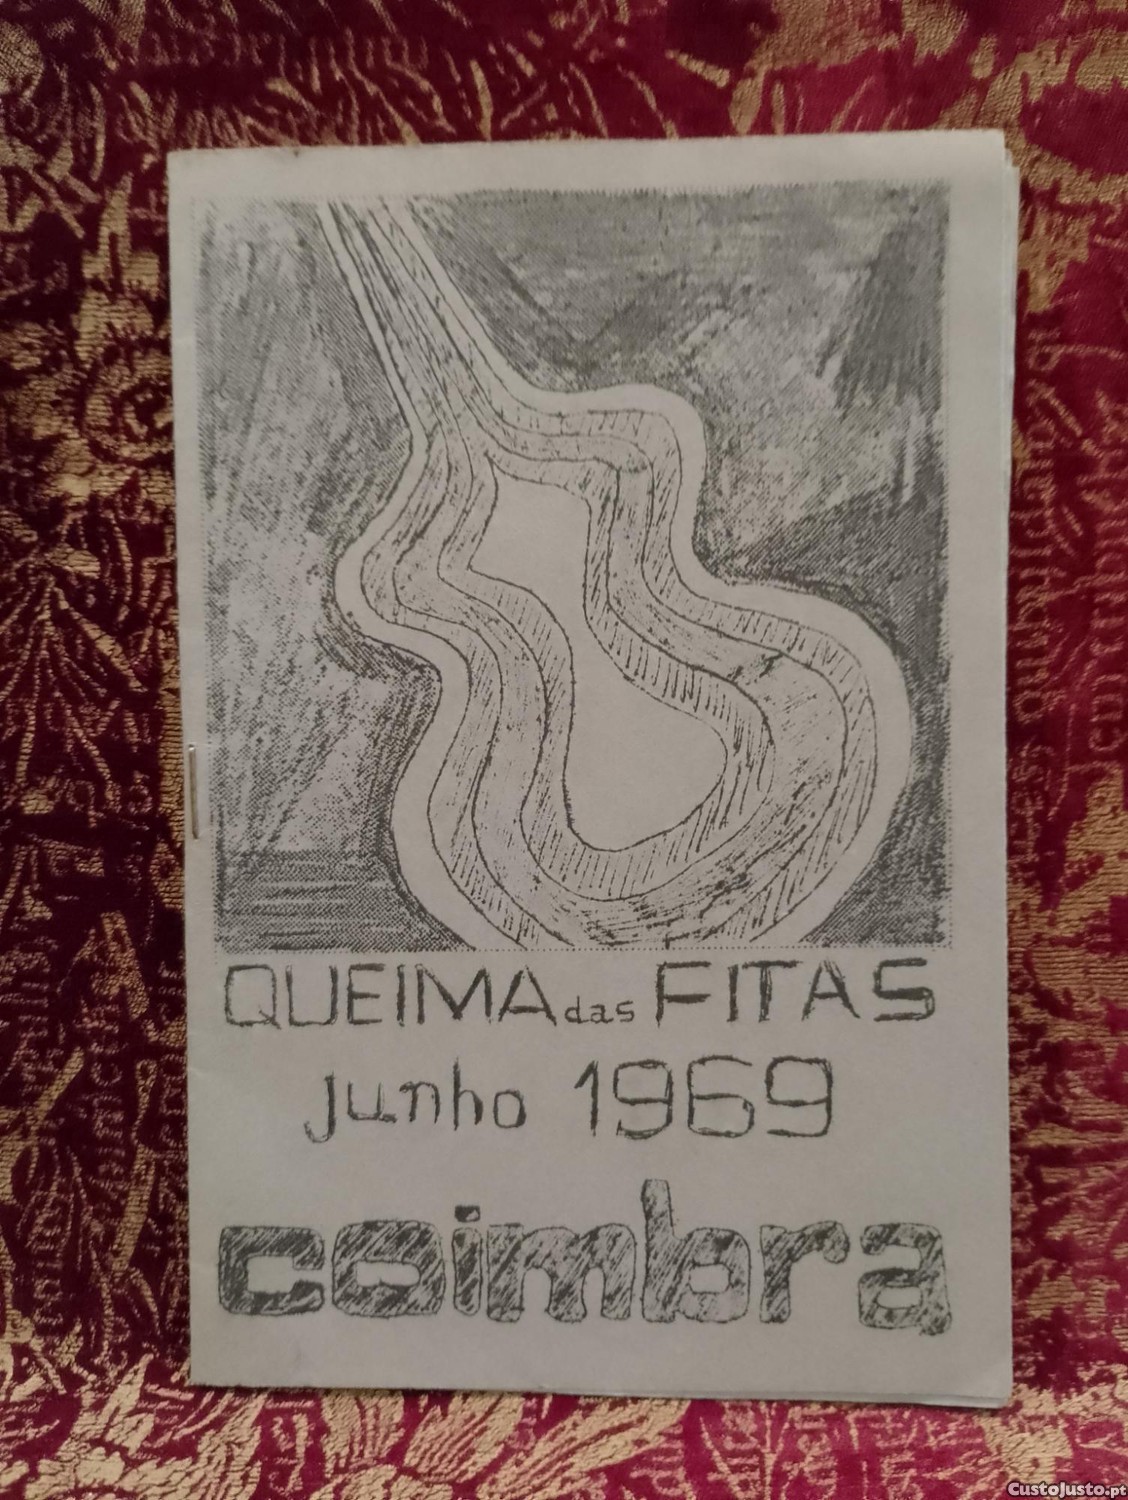 QUEIMA das FITAS
junho 1969
coimbra
CustoJusto.pt